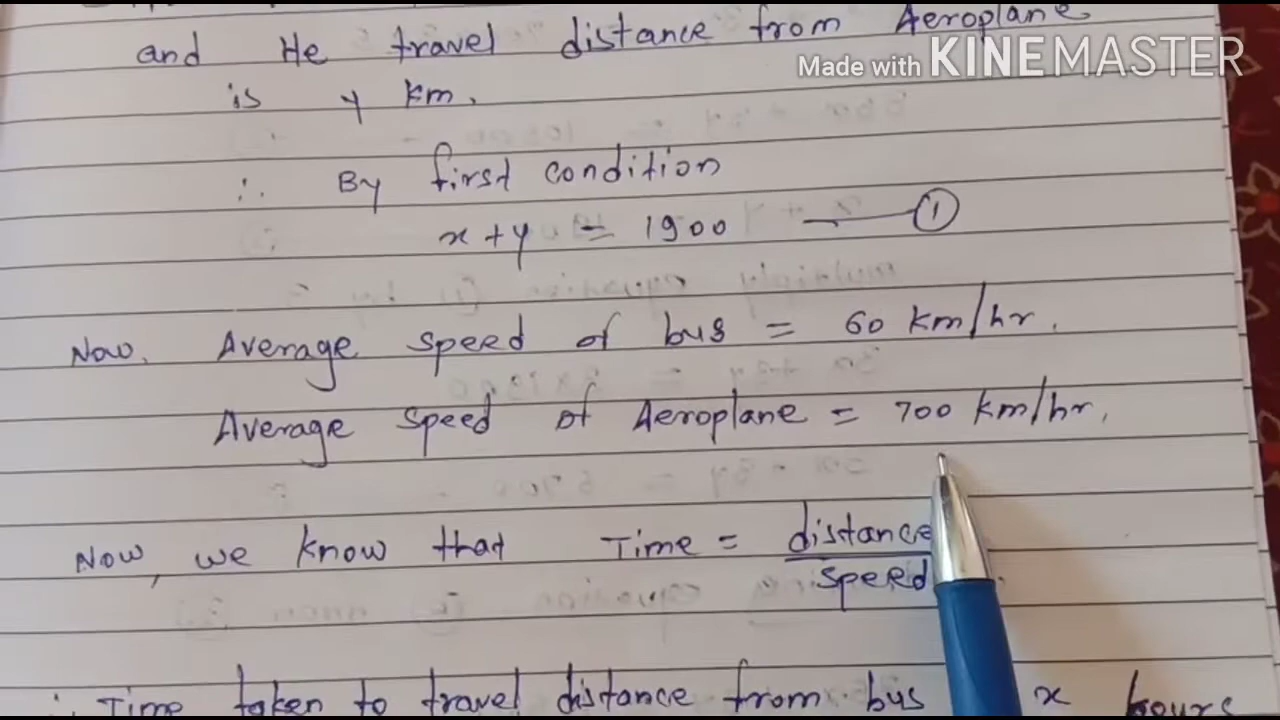 and He travel distance from Aeroplane
Made with KINEMASTER
is y km.
∴ By first condition
x + y = 1900 — ①
Now, Average speed of bus = 60 km/hr.
Average speed of Aeroplane = 700 km/hr.
Now, we know that Time = distance
speed
∴ Time taken to travel distance from bus x hours